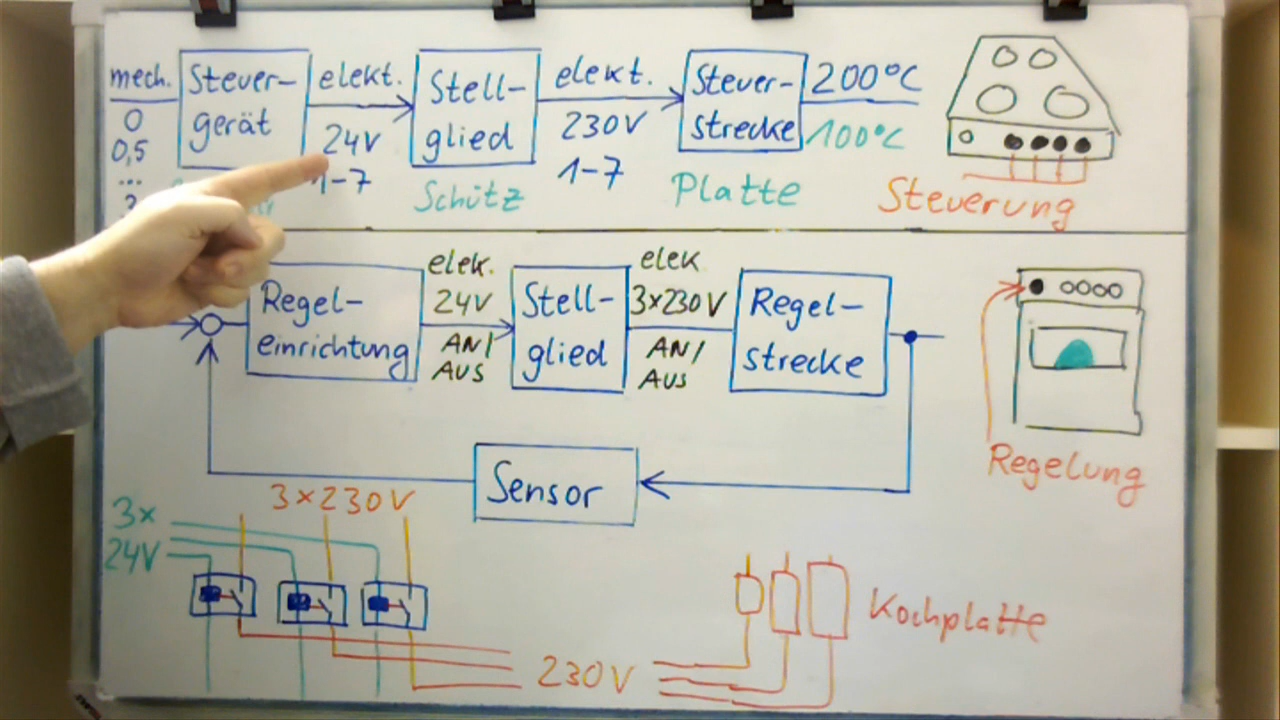 mech.
0
0,5
...
Steuer-
gerät
elekt.
24V
1-7
Stell-
glied
Schütz
elekt.
230V
1-7
Steuer-
strecke
Platte
200°C
100°C
Steuerung
Regel-
einrichtung
elek.
24V
AN/
AUS
Stell-
glied
elek
3×230V
AN/
AUS
Regel-
strecke
Sensor
Regelung
3×
24V
3×230V
230V
Kochplatte